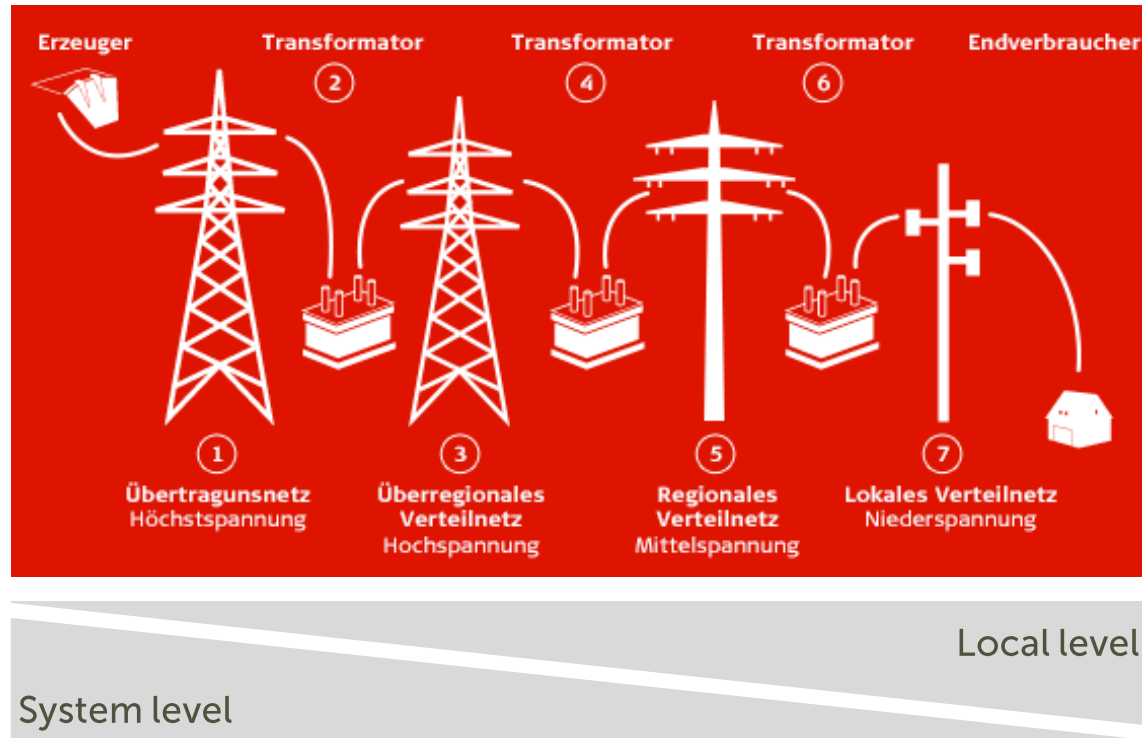 Erzeuger
Transformator
Transformator
Transformator
Endverbraucher
2
4
6
1
3
5
7
Übertragunsnetz
Höchstspannung
Überregionales
Verteilnetz
Hochspannung
Regionales
Verteilnetz
Mittelspannung
Lokales Verteilnetz
Niederspannung
Local level
System level